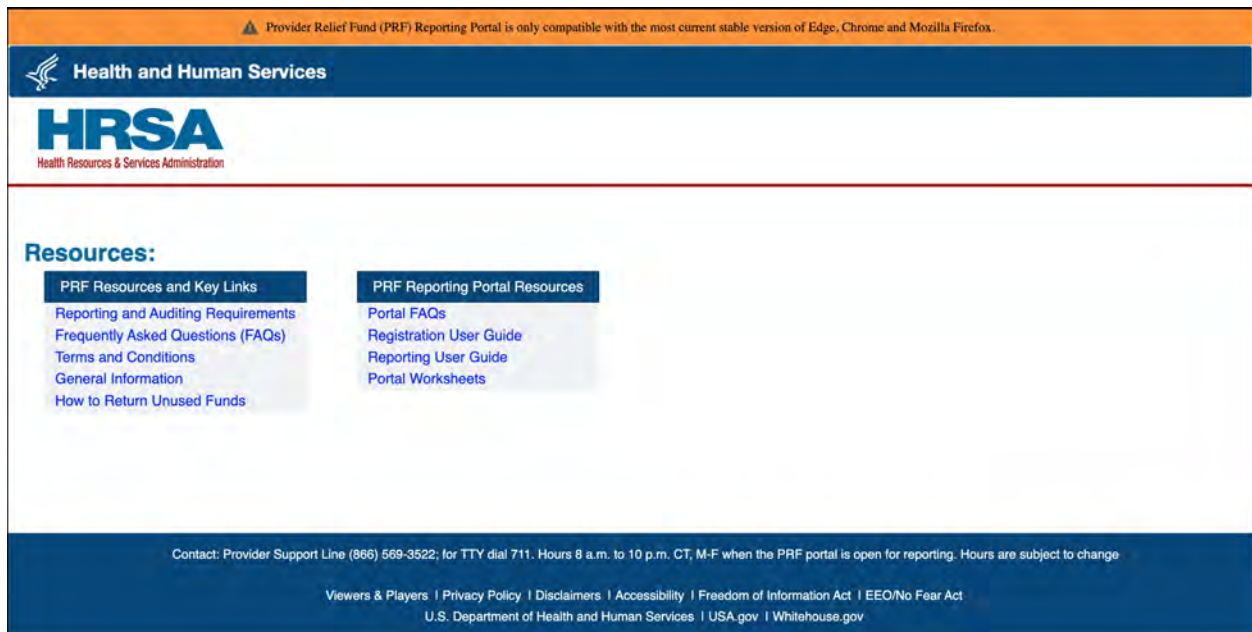 Provider Relief Fund (PRF) Reporting Portal is only compatible with the most current stable version of Edge, Chrome and Mozilla Firefox.
Health and Human Services
HRSA
Health Resources & Services Administration
Resources:
PRF Resources and Key Links
Reporting and Auditing Requirements
Frequently Asked Questions (FAQs)
Terms and Conditions
General Information
How to Return Unused Funds
PRF Reporting Portal Resources
Portal FAQs
Registration User Guide
Reporting User Guide
Portal Worksheets
Contact: Provider Support Line (866) 569-3522; for TTY dial 711. Hours 8 a.m. to 10 p.m. CT, M-F when the PRF portal is open for reporting. Hours are subject to change
Viewers & Players | Privacy Policy | Disclaimers | Accessibility | Freedom of Information Act | EEO/No Fear Act
U.S. Department of Health and Human Services | USA.gov | Whitehouse.gov